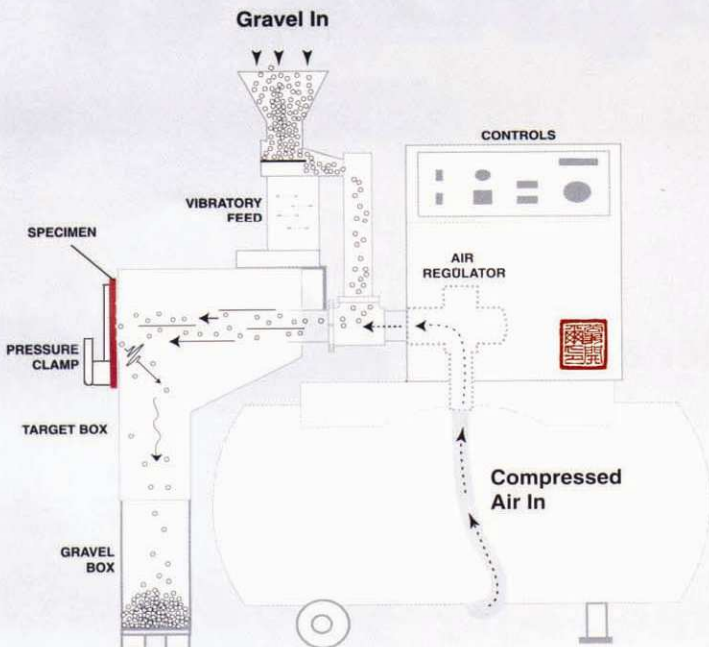 Gravel In
CONTROLS
VIBRATORY
FEED
SPECIMEN
AIR
REGULATOR
PRESSURE
CLAMP
TARGET BOX
Compressed
Air In
GRAVEL
BOX